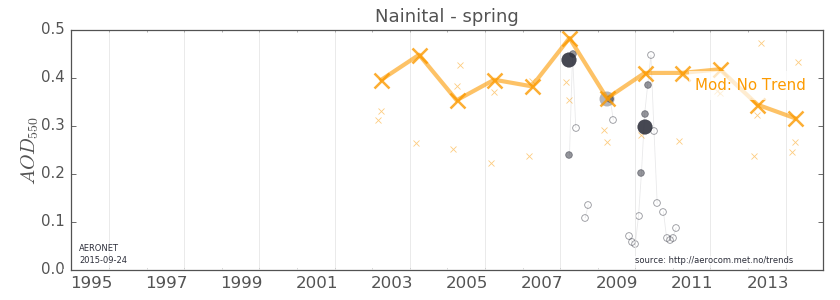 Nainital - spring
0.5
0.4
0.3
0.2
0.1
0.0
AOD550
Mod: No Trend
AERONET
2015-09-24
source: http://aerocom.met.no/trends
1995 1997 1999 2001 2003 2005 2007 2009 2011 2013